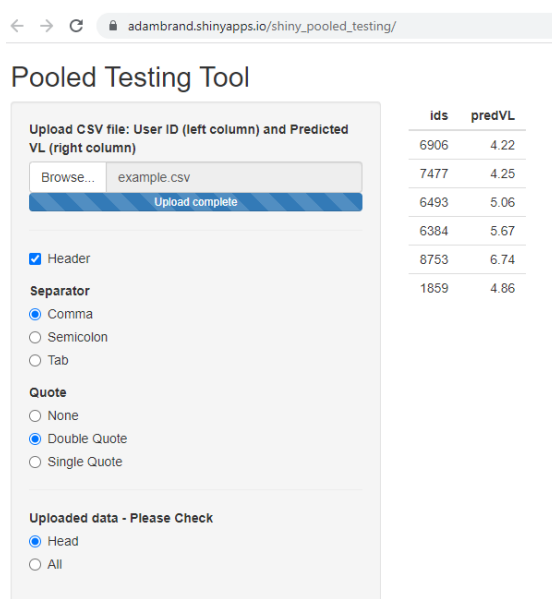 adambrand.shinyapps.io/shiny_pooled_testing/
Pooled Testing Tool
Upload CSV file: User ID (left column) and Predicted
VL (right column)
Browse... example.csv
Upload complete
Header
Separator
Comma
Semicolon
Tab
Quote
None
Double Quote
Single Quote
Uploaded data - Please Check
Head
All
ids predVL
6906 4.22
7477 4.25
6493 5.06
6384 5.67
8753 6.74
1859 4.86